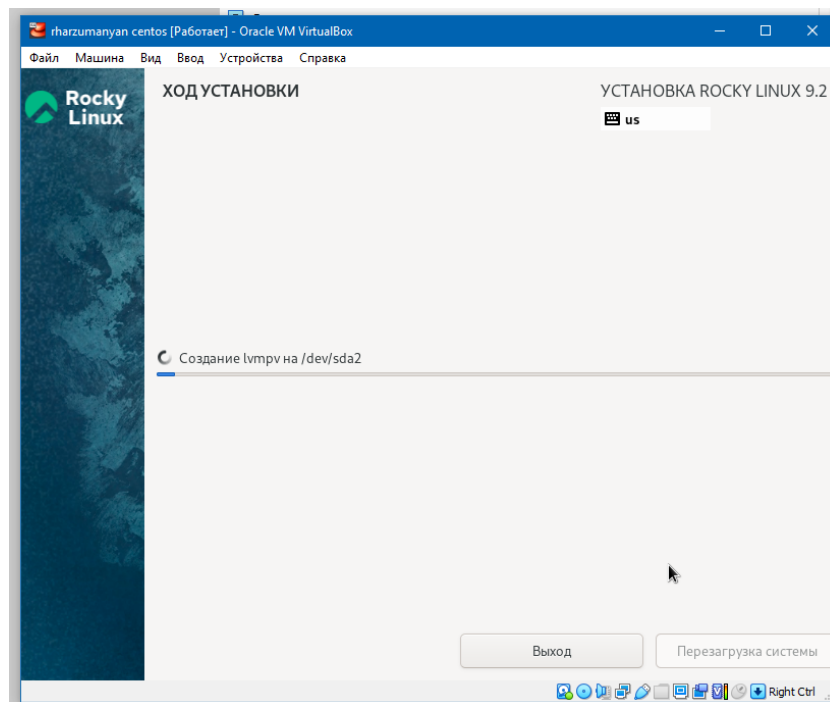 rharzumanyan centos [Работает] - Oracle VM VirtualBox
Файл Машина Вид Ввод Устройства Справка
Rocky Linux
ХОД УСТАНОВКИ
УСТАНОВКА ROCKY LINUX 9.2
us
Создание lvmpv на /dev/sda2
Выход
Перезагрузка системы
Right Ctrl